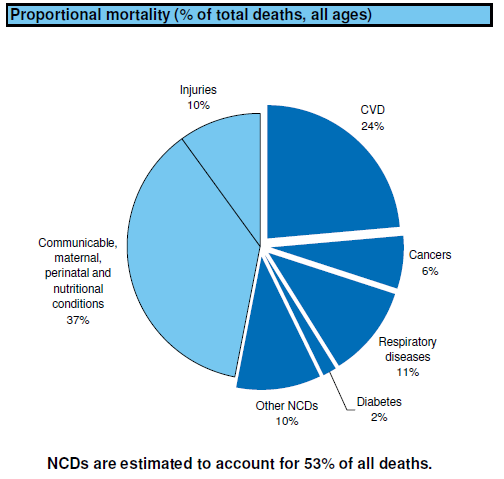 Proportional mortality (% of total deaths, all ages)
Injuries
10%
CVD
24%
Communicable,
maternal,
perinatal and
nutritional
conditions
37%
Cancers
6%
Respiratory
diseases
11%
Diabetes
2%
Other NCDs
10%
NCDs are estimated to account for 53% of all deaths.